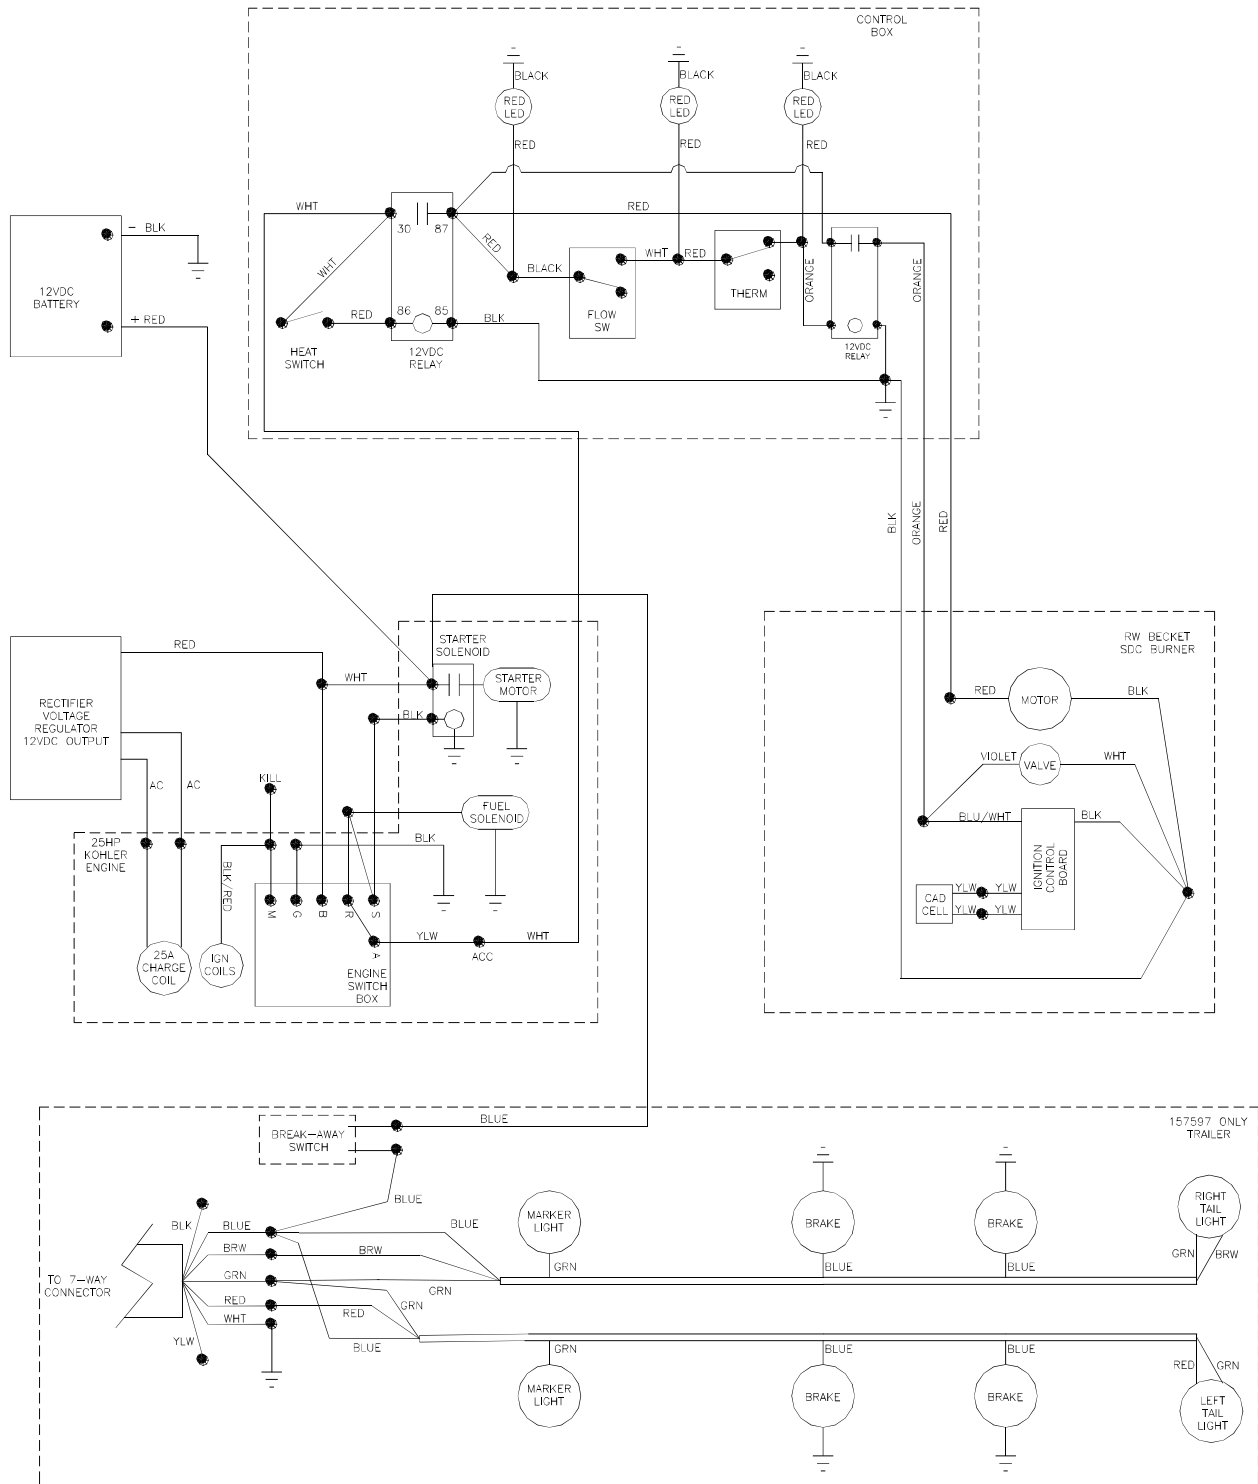 CONTROL
BOX
BLACK
BLACK
BLACK
RED
LED
RED
LED
RED
LED
RED
RED
RED
WHT
RED
30
87
RED
WHT
BLACK
WHT
RED
ORANGE
ORANGE
THERM
FLOW
SW
86
85
RED
BLK
HEAT
SWITCH
12VDC
RELAY
12VDC
RELAY
- BLK
12VDC
BATTERY
+ RED
BLK
ORANGE
RED
RED
RECTIFIER
VOLTAGE
REGULATOR
12VDC OUTPUT
AC
AC
STARTER
SOLENOID
WHT
STARTER
MOTOR
BLK
KILL
FUEL
SOLENOID
25HP
KOHLER
ENGINE
BLK/RED
BLK
M
G
B
R
S
A
YLW
WHT
ACC
25A
CHARGE
COIL
IGN
COILS
ENGINE
SWITCH
BOX
RW BECKET
SDC BURNER
RED
MOTOR
BLK
VIOLET
VALVE
WHT
BLU/WHT
BLK
IGNITION
CONTROL
BOARD
CAD
CELL
YLW
YLW
YLW
YLW
157597 ONLY
TRAILER
BREAK-AWAY
SWITCH
BLUE
BLUE
BLK
BLUE
BLUE
BRW
BRW
GRN
GRN
RED
RED
GRN
WHT
BLUE
YLW
TO 7-WAY
CONNECTOR
MARKER
LIGHT
GRN
BRAKE
BLUE
BRAKE
BLUE
RIGHT
TAIL
LIGHT
GRN
BRW
GRN
MARKER
LIGHT
BLUE
BRAKE
BLUE
BRAKE
RED
GRN
LEFT
TAIL
LIGHT